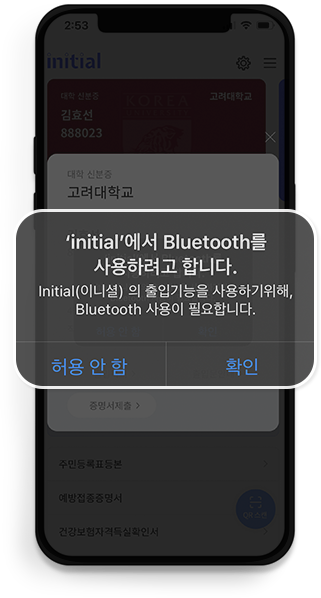 2:53
initial
대학 신분증
고려대학교
김효선
888023
KOREA
대학 신분증
고려대학교
‘initial’에서 Bluetooth를
사용하려고 합니다.
Initial(이니셜) 의 출입기능을 사용하기위해,
Bluetooth 사용이 필요합니다.
허용 안 함
확인
증명서제출 >
주민등록표등본
예방접종증명서
건강보험자격득실확인서